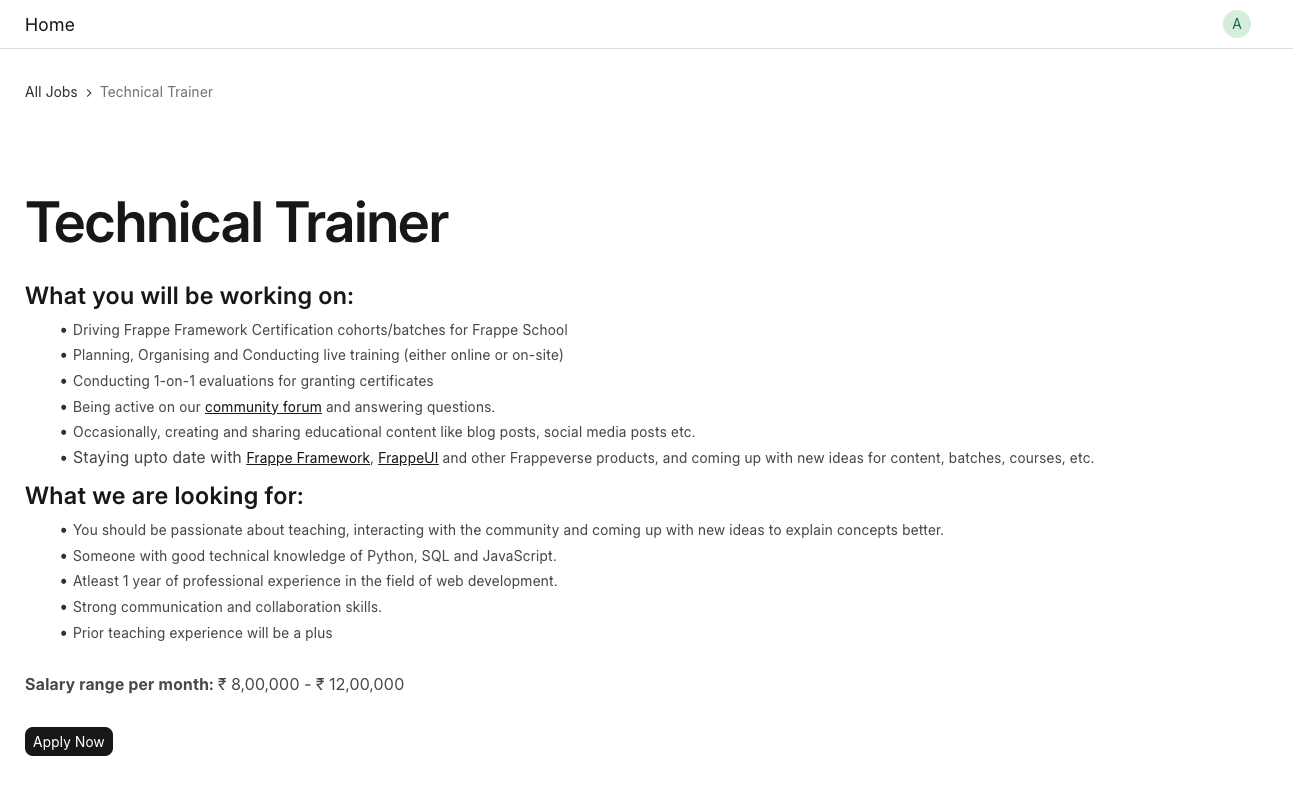 Home
A
All Jobs > Technical Trainer
Technical Trainer
What you will be working on:
• Driving Frappe Framework Certification cohorts/batches for Frappe School
• Planning, Organising and Conducting live training (either online or on-site)
• Conducting 1-on-1 evaluations for granting certificates
• Being active on our community forum and answering questions.
• Occasionally, creating and sharing educational content like blog posts, social media posts etc.
• Staying upto date with Frappe Framework, FrappeUI and other Frappeverse products, and coming up with new ideas for content, batches, courses, etc.
What we are looking for:
• You should be passionate about teaching, interacting with the community and coming up with new ideas to explain concepts better.
• Someone with good technical knowledge of Python, SQL and JavaScript.
• Atleast 1 year of professional experience in the field of web development.
• Strong communication and collaboration skills.
• Prior teaching experience will be a plus
Salary range per month: ₹ 8,00,000 - ₹ 12,00,000
Apply Now